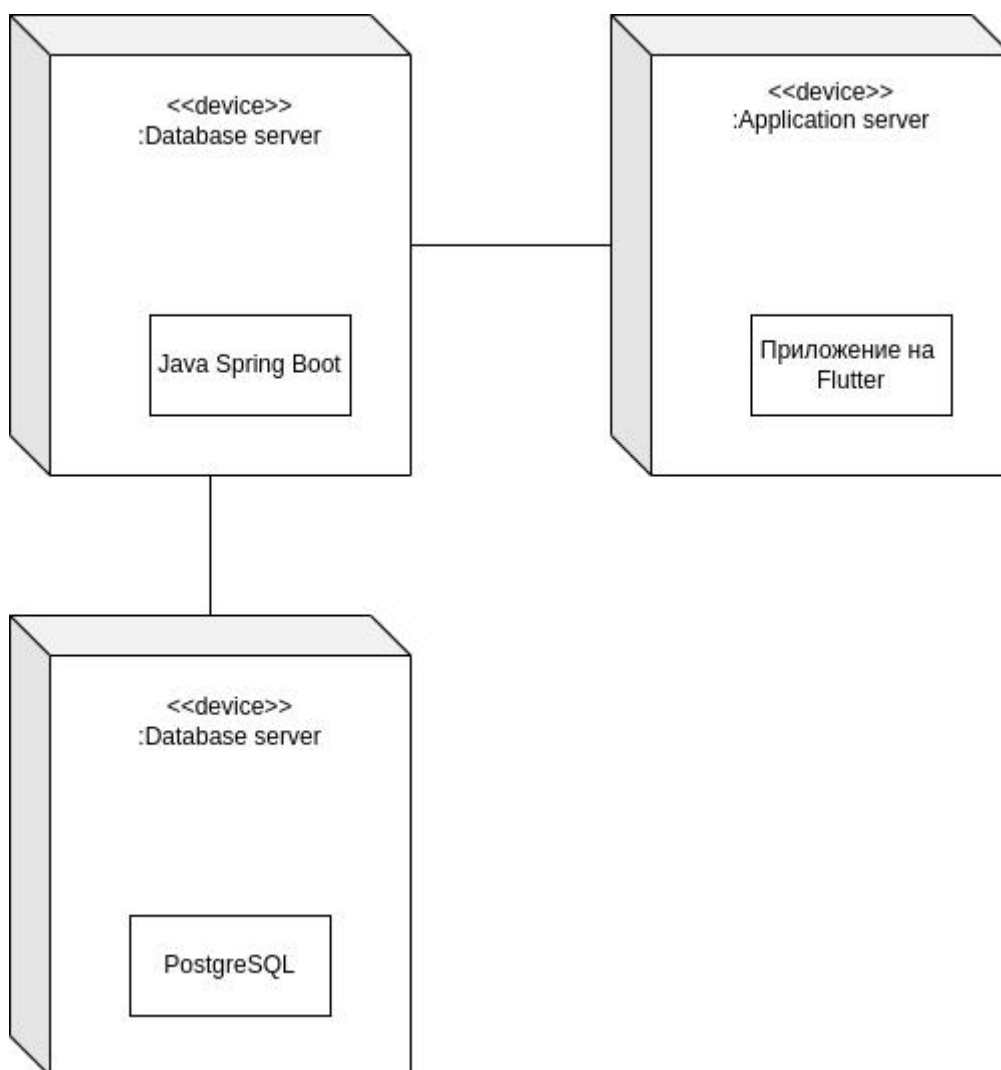 <<device>>
:Database server
Java Spring Boot
<<device>>
:Application server
Приложение на
Flutter
<<device>>
:Database server
PostgreSQL